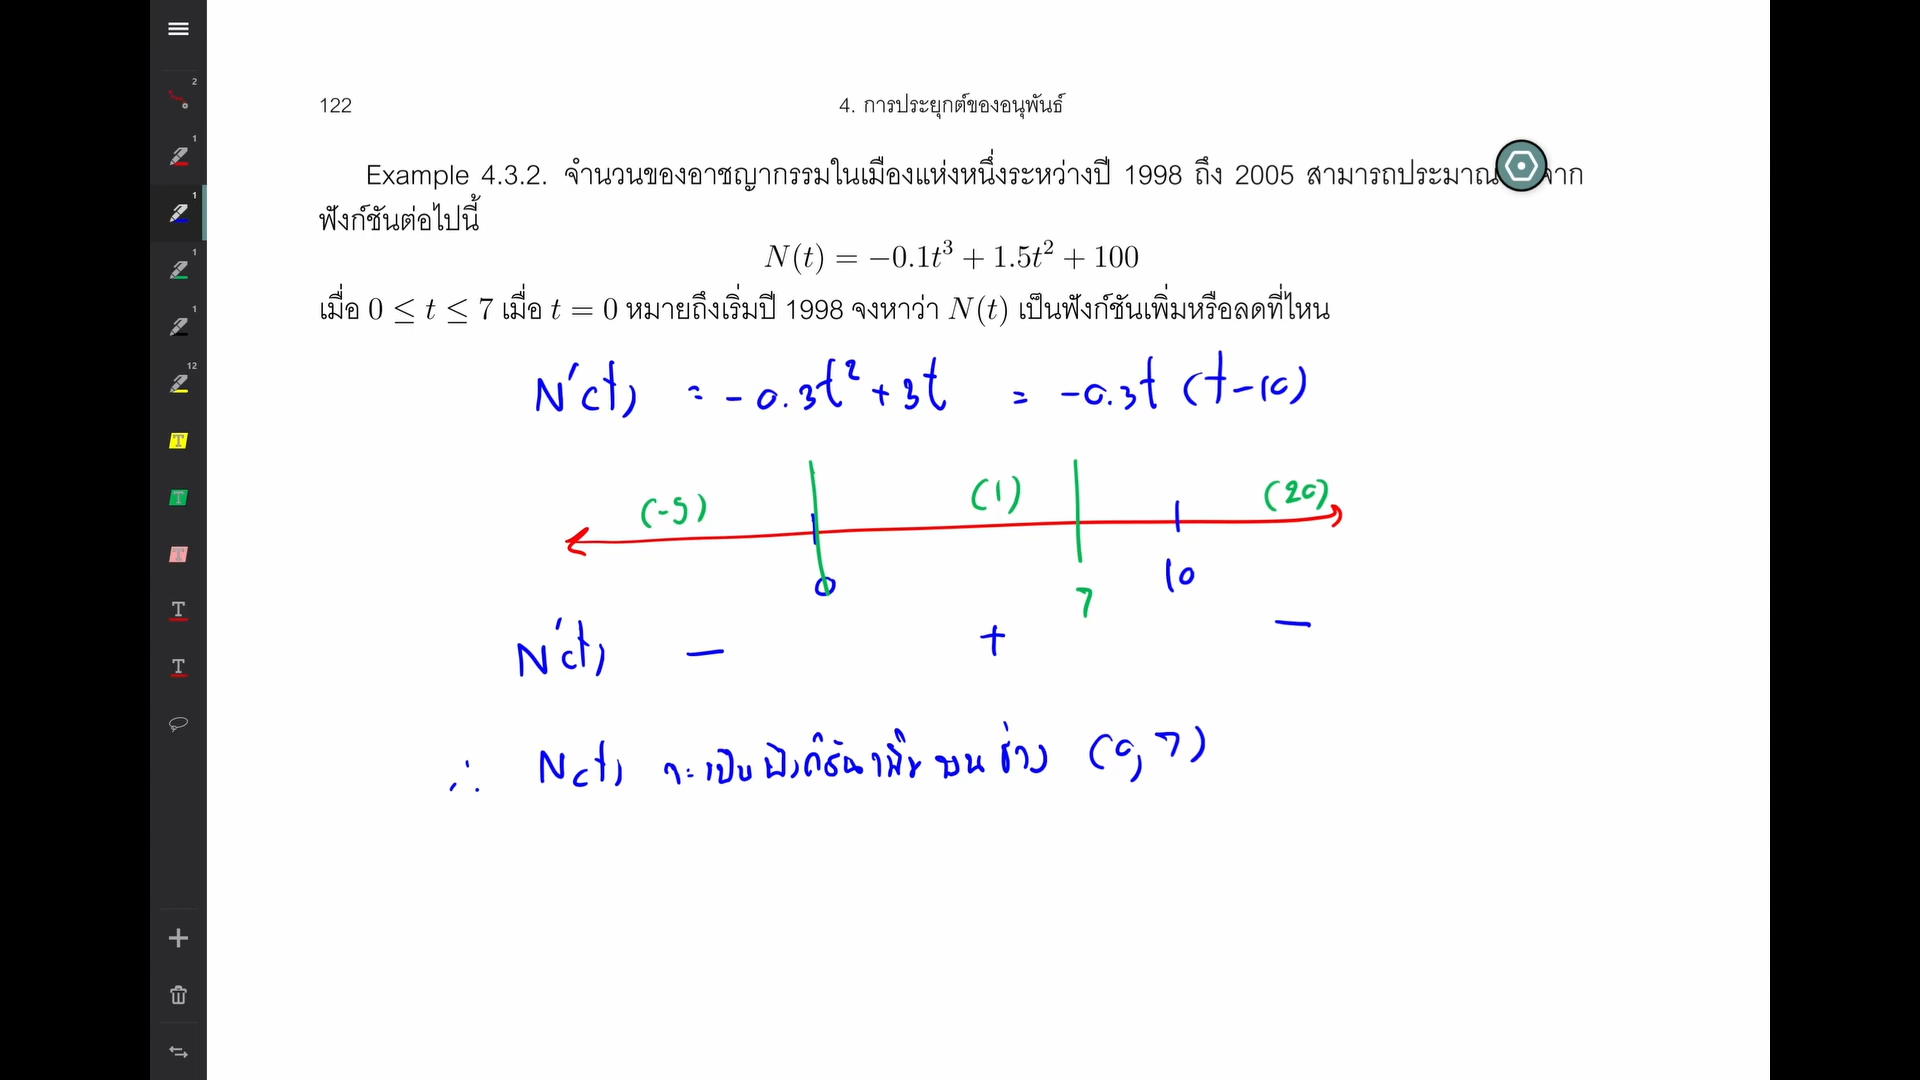 122
4. การประยุกต์ของอนุพันธ์
Example 4.3.2. จำนวนของอาชญากรรมในเมืองแห่งหนึ่งระหว่างปี 1998 ถึง 2005 สามารถประมาณ จาก
ฟังก์ชันต่อไปนี้
N(t) = −0.1t³ + 1.5t² + 100
เมื่อ 0 ≤ t ≤ 7 เมื่อ t = 0 หมายถึงเริ่มปี 1998 จงหาว่า N(t) เป็นฟังก์ชันเพิ่มหรือลดที่ไหน
N′(t) = -0.3t² + 3t = -0.3t (t-10)
(-5) (1) (20)
0 7 10
N′(t) − + −
∴ N(t) จะเป็นฟังก์ชันเพิ่มบนช่วง (0, 7)
2
1
1
1
1
12
T
T
T
T
T